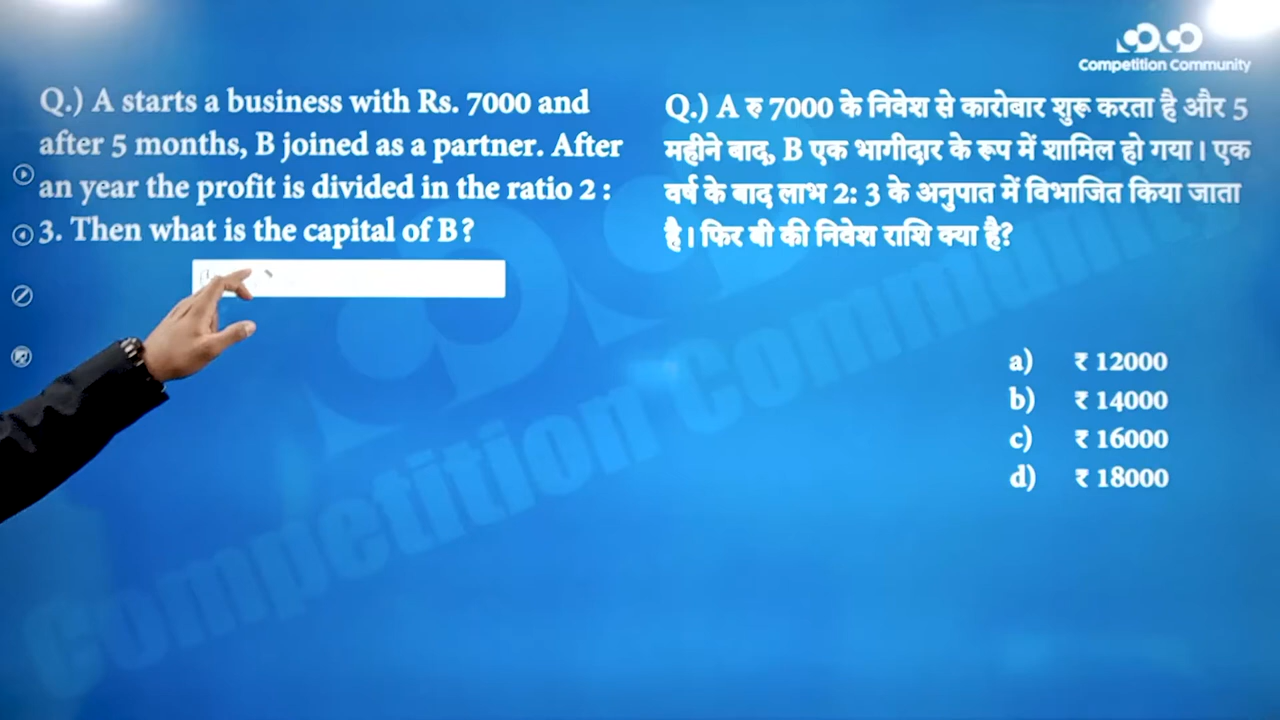 Competition Community
Q.) A starts a business with Rs. 7000 and
after 5 months, B joined as a partner. After
an year the profit is divided in the ratio 2 :
3. Then what is the capital of B?
Q.) A रु 7000 के निवेश से कारोबार शुरू करता है और 5
महीने बाद, B एक भागीदार के रूप में शामिल हो गया। एक
वर्ष के बाद लाभ 2: 3 के अनुपात में विभाजित किया जाता
है। फिर बी की निवेश राशि क्या है?
a) ₹ 12000
b) ₹ 14000
c) ₹ 16000
d) ₹ 18000
Competition Community